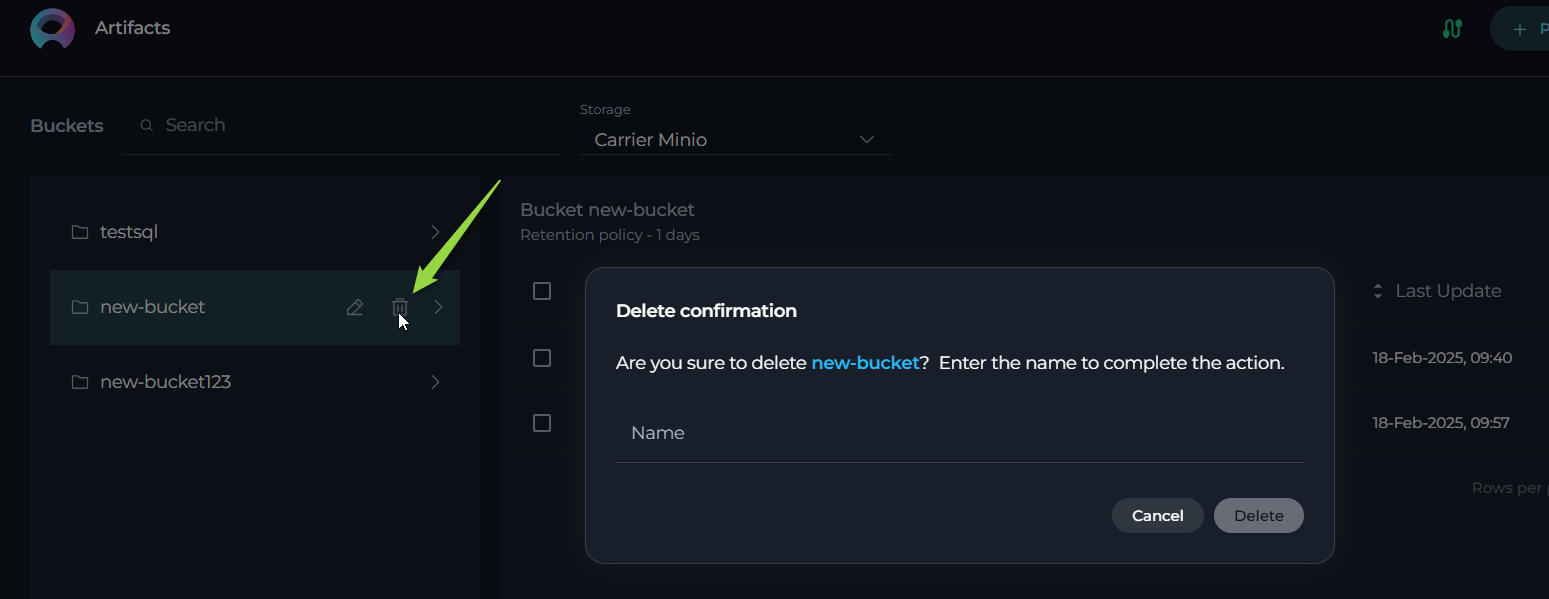 Artifacts
+ P
Buckets
Search
Storage
Carrier Minio
testsql
new-bucket
new-bucket123
Bucket new-bucket
Retention policy - 1 days
Last Update
18-Feb-2025, 09:40
18-Feb-2025, 09:57
Rows per
Delete confirmation
Are you sure to delete new-bucket? Enter the name to complete the action.
Name
Cancel
Delete